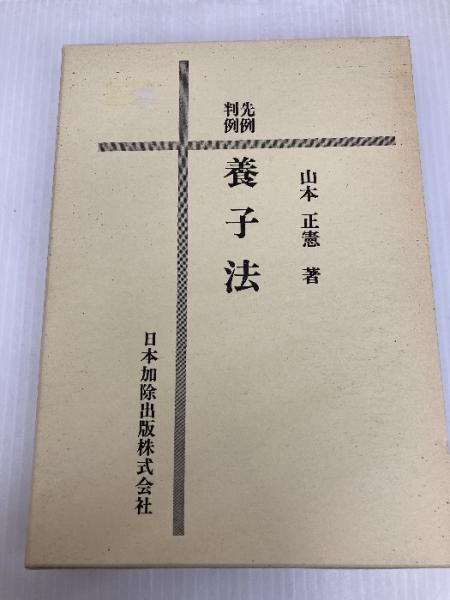 山本 正憲 著
先例
判例
養子法
日本加除出版株式会社